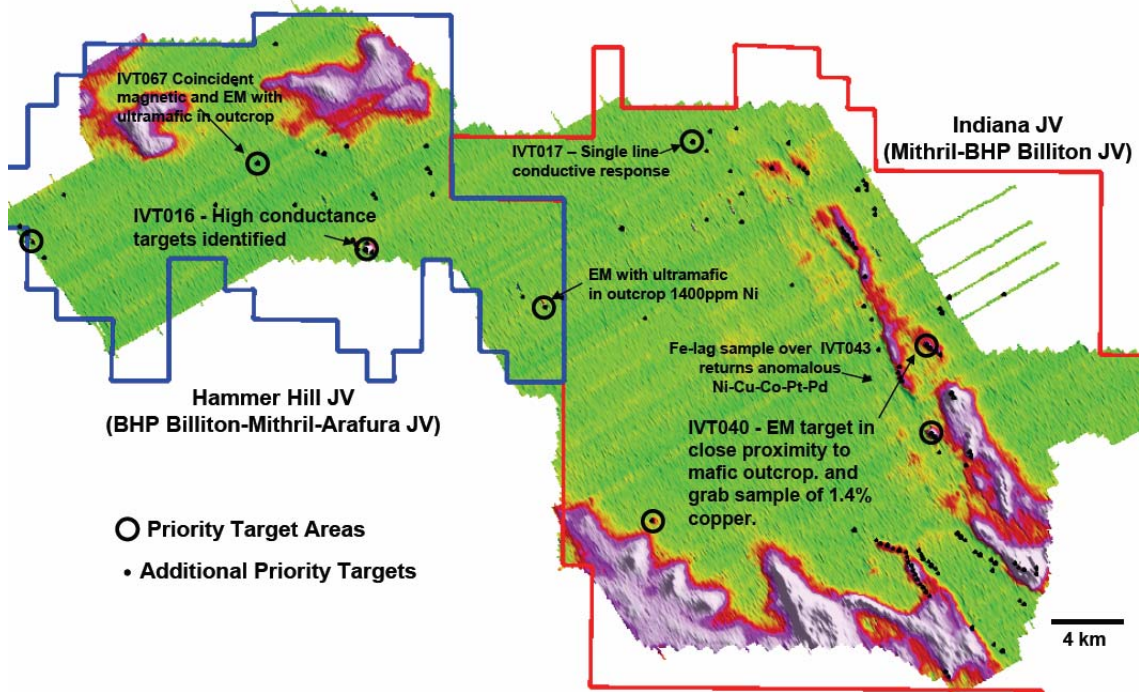 IVT067 Coincident
magnetic and EM with
ultramafic in outcrop
IVT017 – Single line
conductive response
Indiana JV
(Mithril-BHP Billiton JV)
IVT016 - High conductance
targets identified
EM with ultramafic
in outcrop 1400ppm Ni
Fe-lag sample over IVT043
returns anomalous
Ni-Cu-Co-Pt-Pd
Hammer Hill JV
(BHP Billiton-Mithril-Arafura JV)
IVT040 - EM target in
close proximity to
mafic outcrop. and
grab sample of 1.4%
copper.
Priority Target Areas
Additional Priority Targets
4 km